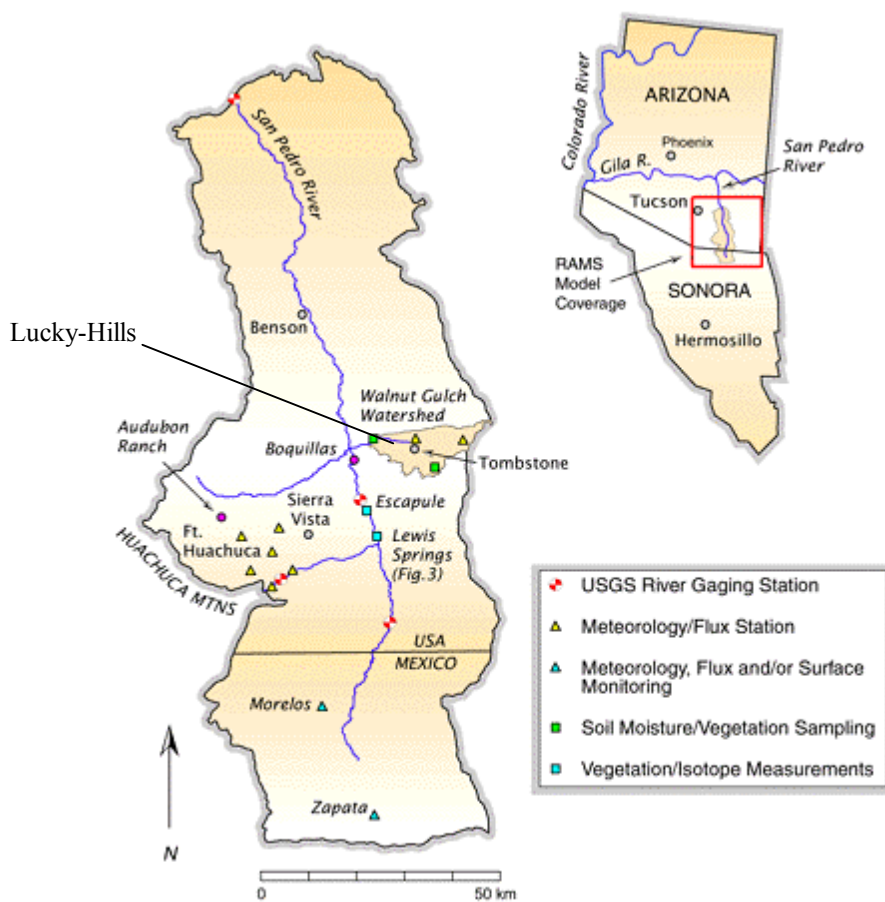 San Pedro River
Benson
Lucky-Hills
Walnut Gulch
Watershed
Audubon
Ranch
Boquillas
Tombstone
Sierra
Vista
Escapule
Ft.
Huachuca
Lewis
Springs
(Fig.3)
HUACHUCA MTNS
USA
MEXICO
Morelos
Zapata
N
0
50 km
Colorado River
ARIZONA
Phoenix
San Pedro
River
Gila R.
Tucson
RAMS
Model
Coverage
SONORA
Hermosillo
USGS River Gaging Station
Meteorology/Flux Station
Meteorology, Flux and/or Surface
Monitoring
Soil Moisture/Vegetation Sampling
Vegetation/Isotope Measurements